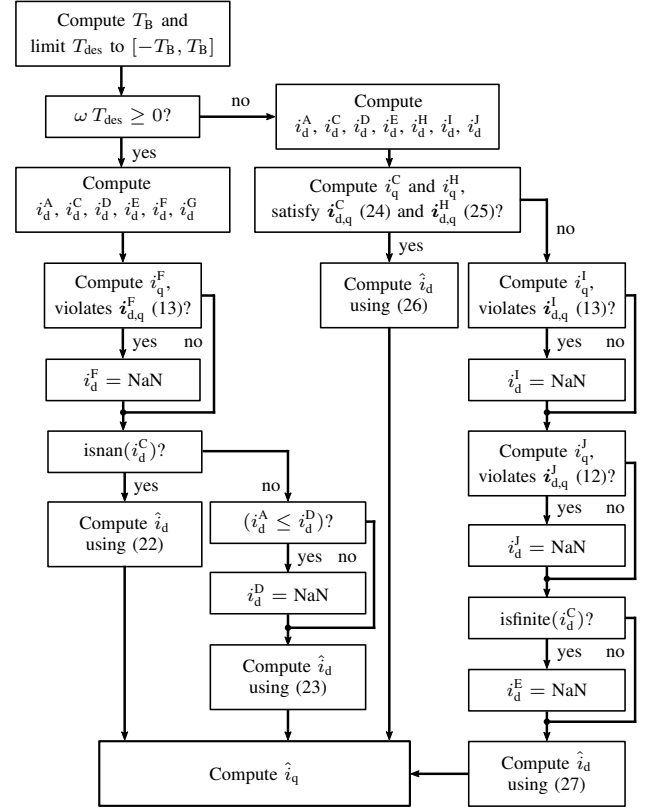 Compute T_B and
limit T_des to [−T_B, T_B]
ω T_des ≥ 0?
no
yes
Compute
i_d^A, i_d^C, i_d^D, i_d^E, i_d^H, i_d^I, i_d^J
Compute
i_d^A, i_d^C, i_d^D, i_d^E, i_d^F, i_d^G
Compute i_q^C and i_q^H,
satisfy i_d,q^C (24) and i_d,q^H (25)?
yes
no
Compute i_q^F,
violates i_d,q^F (13)?
yes no
i_d^F = NaN
Compute î_d
using (26)
Compute i_q^I,
violates i_d,q^I (13)?
yes no
i_d^I = NaN
isnan(i_d^C)?
yes
no
Compute î_d
using (22)
(i_d^A ≤ i_d^D)?
yes no
i_d^D = NaN
Compute î_d
using (23)
Compute i_q^J,
violates i_d,q^J (12)?
yes no
i_d^J = NaN
isfinite(i_d^C)?
yes no
i_d^E = NaN
Compute î_d
using (27)
Compute î_q